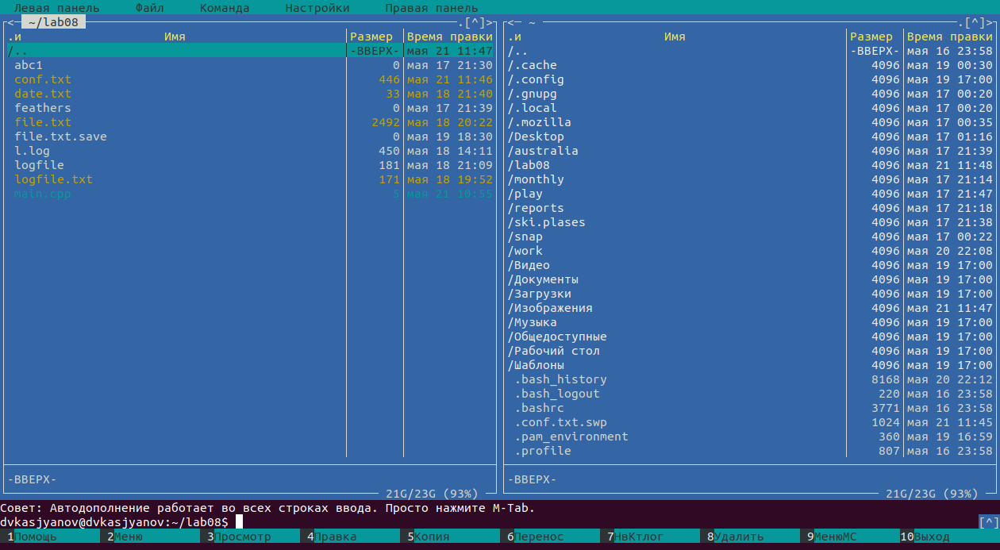 Левая панель Файл Команда Настройки Правая панель
<─ ~/lab08 .[^]> <─ ~ .[^]>
.и Имя Размер Время правки .и Имя Размер Время правки
/.. -ВВЕРХ- мая 21 11:47 /.. -ВВЕРХ- мая 16 23:58
abc1 0 мая 17 21:30 /.cache 4096 мая 19 00:30
conf.txt 446 мая 21 11:46 /.config 4096 мая 19 17:00
date.txt 33 мая 18 21:40 /.gnupg 4096 мая 17 00:20
feathers 0 мая 17 21:39 /.local 4096 мая 17 00:20
file.txt 2492 мая 18 20:22 /.mozilla 4096 мая 17 00:35
file.txt.save 0 мая 19 18:30 /Desktop 4096 мая 17 01:16
l.log 450 мая 18 14:11 /australia 4096 мая 17 21:39
logfile 181 мая 18 21:09 /lab08 4096 мая 21 11:48
logfile.txt 171 мая 18 19:52 /monthly 4096 мая 17 21:14
main.cpp 5 мая 21 10:55 /play 4096 мая 17 21:47
/reports 4096 мая 17 21:18
/ski.plases 4096 мая 17 21:38
/snap 4096 мая 17 00:22
/work 4096 мая 20 22:08
/Видео 4096 мая 19 17:00
/Документы 4096 мая 19 17:00
/Загрузки 4096 мая 19 17:00
/Изображения 4096 мая 21 11:47
/Музыка 4096 мая 19 17:00
/Общедоступные 4096 мая 19 17:00
/Рабочий стол 4096 мая 19 17:00
/Шаблоны 4096 мая 19 17:00
.bash_history 8168 мая 20 22:12
.bash_logout 220 мая 16 23:58
.bashrc 3771 мая 16 23:58
.conf.txt.swp 1024 мая 21 11:45
.pam_environment 360 мая 19 16:59
.profile 807 мая 16 23:58
-ВВЕРХ- -ВВЕРХ-
21G/23G (93%) 21G/23G (93%)
Совет: Автодополнение работает во всех строках ввода. Просто нажмите M-Tab.
dvkasjyanov@dvkasjyanov:~/lab08$ [^]
1Помощь 2Меню 3Просмотр 4Правка 5Копия 6Перенос 7НвКтлог 8Удалить 9МенюМС 10Выход